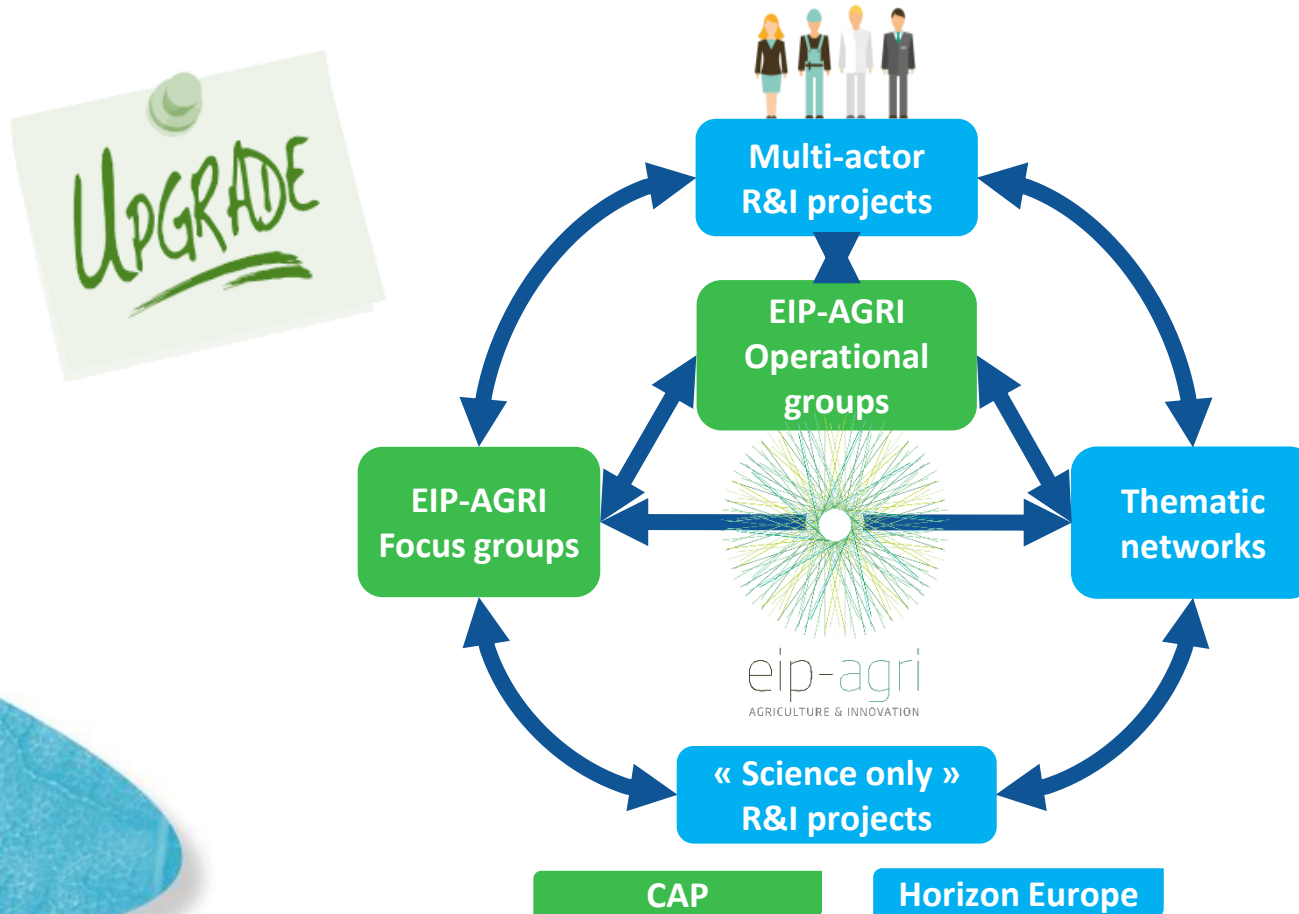 UPGRADE
Multi-actor
R&I projects
EIP-AGRI
Operational
groups
EIP-AGRI
Focus groups
Thematic
networks
eip-agri
AGRICULTURE & INNOVATION
« Science only »
R&I projects
CAP
Horizon Europe